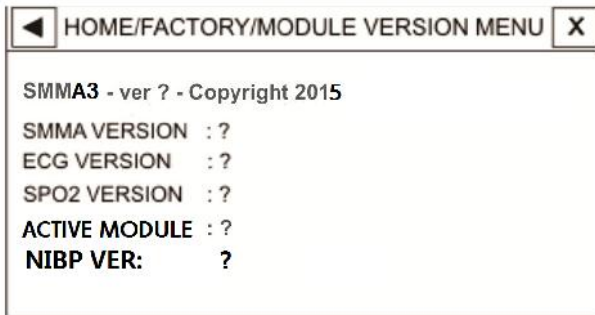 ◄ HOME/FACTORY/MODULE VERSION MENU X
SMMA3 - ver ? - Copyright 2015
SMMA VERSION : ?
ECG VERSION : ?
SPO2 VERSION : ?
ACTIVE MODULE : ?
NIBP VER: ?